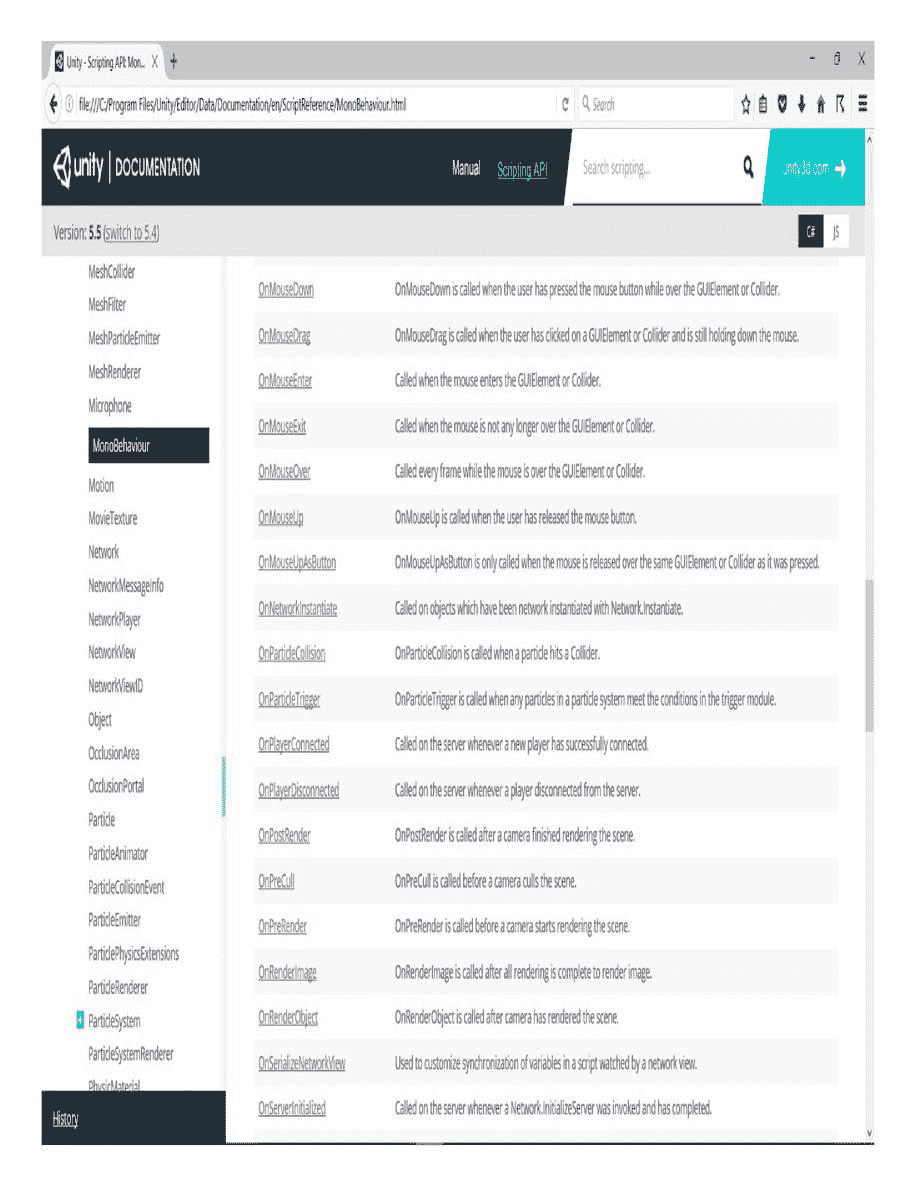 Unity - Scripting API: Mon...
file:///C:/Program Files/Unity/Editor/Data/Documentation/en/ScriptReference/MonoBehaviour.html
Search
unity | DOCUMENTATION
Manual
Scripting API
Search scripting...
unity3d.com
Version: 5.5 (switch to 5.4)
C#
JS
MeshCollider
MeshFilter
MeshParticleEmitter
MeshRenderer
Microphone
MonoBehaviour
Motion
MovieTexture
Network
NetworkMessageInfo
NetworkPlayer
NetworkView
NetworkViewID
Object
OcclusionArea
OcclusionPortal
Particle
ParticleAnimator
ParticleCollisionEvent
ParticleEmitter
ParticlePhysicsExtensions
ParticleRenderer
ParticleSystem
ParticleSystemRenderer
PhysicMaterial
History
OnMouseDown OnMouseDown is called when the user has pressed the mouse button while over the GUIElement or Collider.
OnMouseDrag OnMouseDrag is called when the user has clicked on a GUIElement or Collider and is still holding down the mouse.
OnMouseEnter Called when the mouse enters the GUIElement or Collider.
OnMouseExit Called when the mouse is not any longer over the GUIElement or Collider.
OnMouseOver Called every frame while the mouse is over the GUIElement or Collider.
OnMouseUp OnMouseUp is called when the user has released the mouse button.
OnMouseUpAsButton OnMouseUpAsButton is only called when the mouse is released over the same GUIElement or Collider as it was pressed.
OnNetworkInstantiate Called on objects which have been network instantiated with Network.Instantiate.
OnParticleCollision OnParticleCollision is called when a particle hits a Collider.
OnParticleTrigger OnParticleTrigger is called when any particles in a particle system meet the conditions in the trigger module.
OnPlayerConnected Called on the server whenever a new player has successfully connected.
OnPlayerDisconnected Called on the server whenever a player disconnected from the server.
OnPostRender OnPostRender is called after a camera finished rendering the scene.
OnPreCull OnPreCull is called before a camera culls the scene.
OnPreRender OnPreRender is called before a camera starts rendering the scene.
OnRenderImage OnRenderImage is called after all rendering is complete to render image.
OnRenderObject OnRenderObject is called after camera has rendered the scene.
OnSerializeNetworkView Used to customize synchronization of variables in a script watched by a network view.
OnServerInitialized Called on the server whenever a Network.InitializeServer was invoked and has completed.